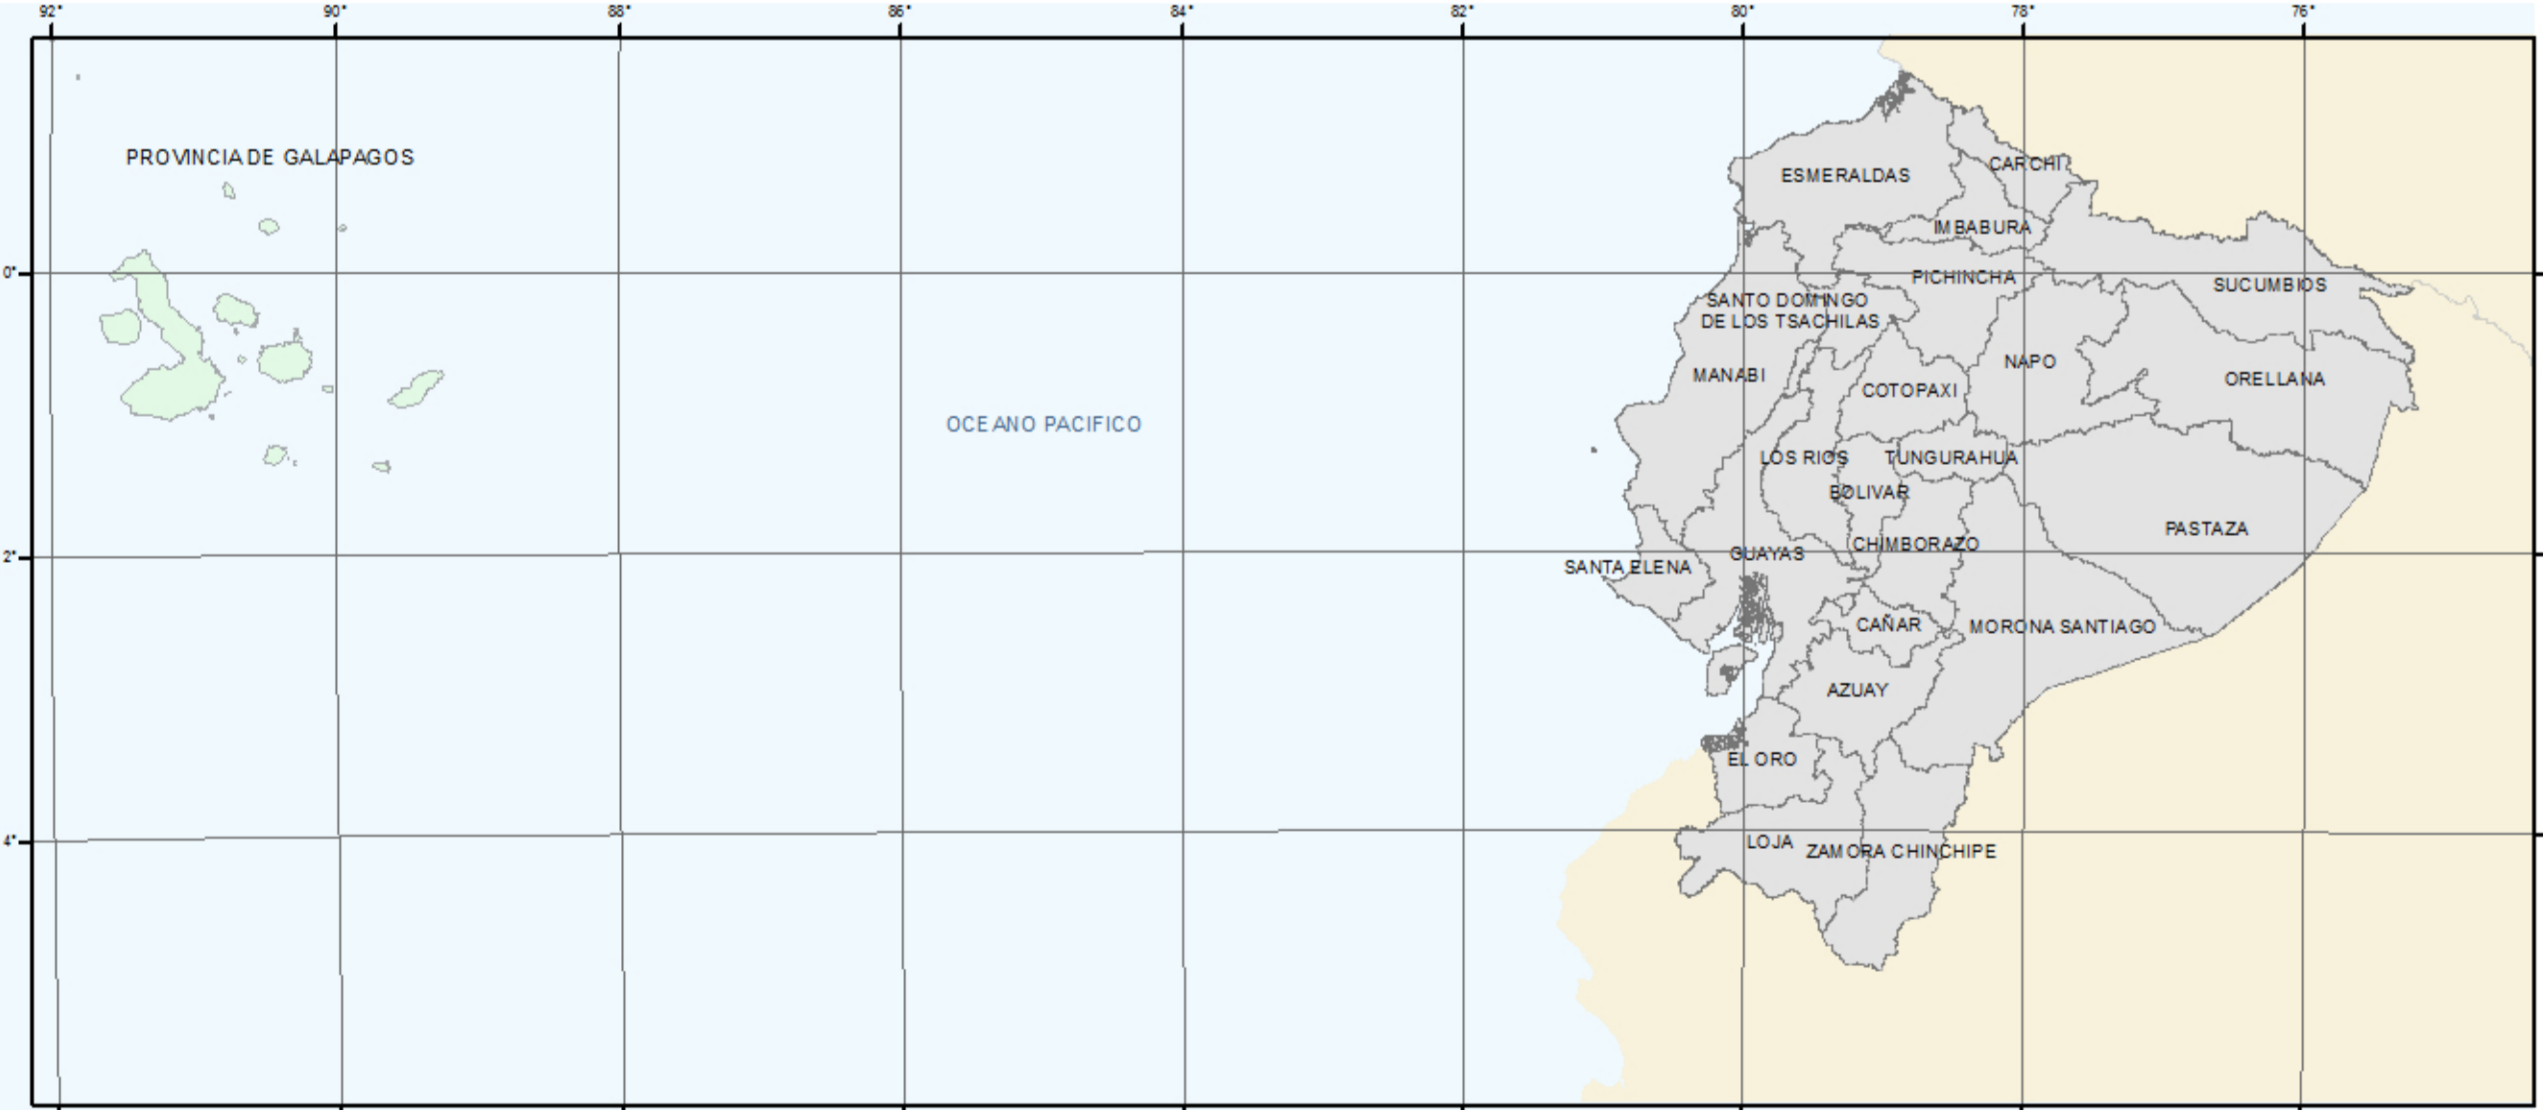 92°
90°
88°
86°
84°
82°
80°
78°
76°
PROVINCIA DE GALAPAGOS
CARCHI
ESMERALDAS
IMBABURA
0°
PICHINCHA
SUCUMBIOS
SANTO DOMINGO
DE LOS TSACHILAS
NAPO
MANABI
ORELLANA
COTOPAXI
OCEANO PACIFICO
LOS RIOS
TUNGURAHUA
BOLIVAR
PASTAZA
CHIMBORAZO
2°
GUAYAS
SANTA ELENA
CAÑAR
MORONA SANTIAGO
AZUAY
EL ORO
4°
LOJA
ZAMORA CHINCHIPE